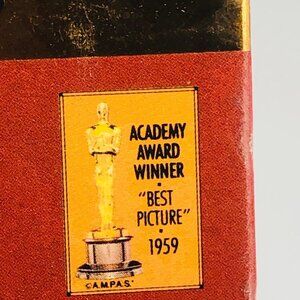 ACADEMY
AWARD
WINNER
•
"BEST
PICTURE"
•
1959
©A.M.P.A.S.®